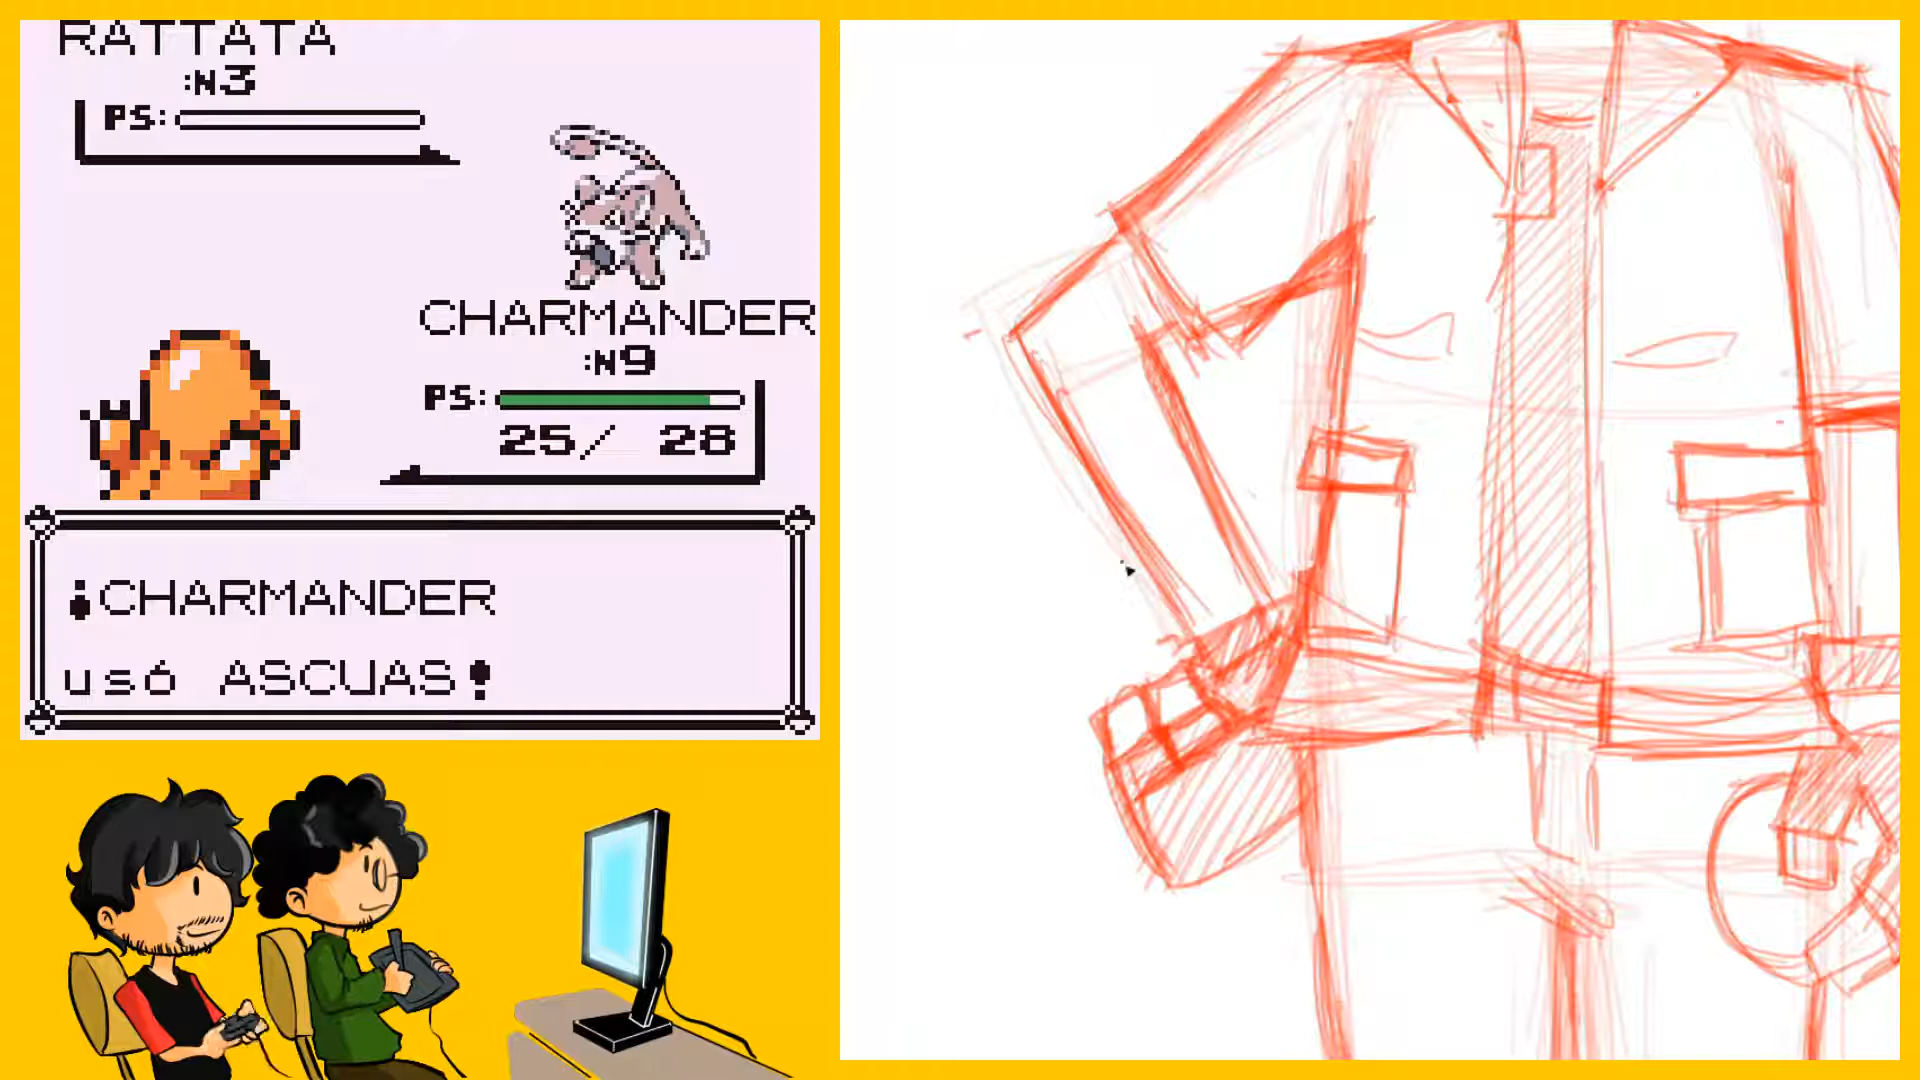 RATTATA
:N3
PS:
CHARMANDER
:N9
PS:
25/ 28
¡CHARMANDER
usó ASCUAS!